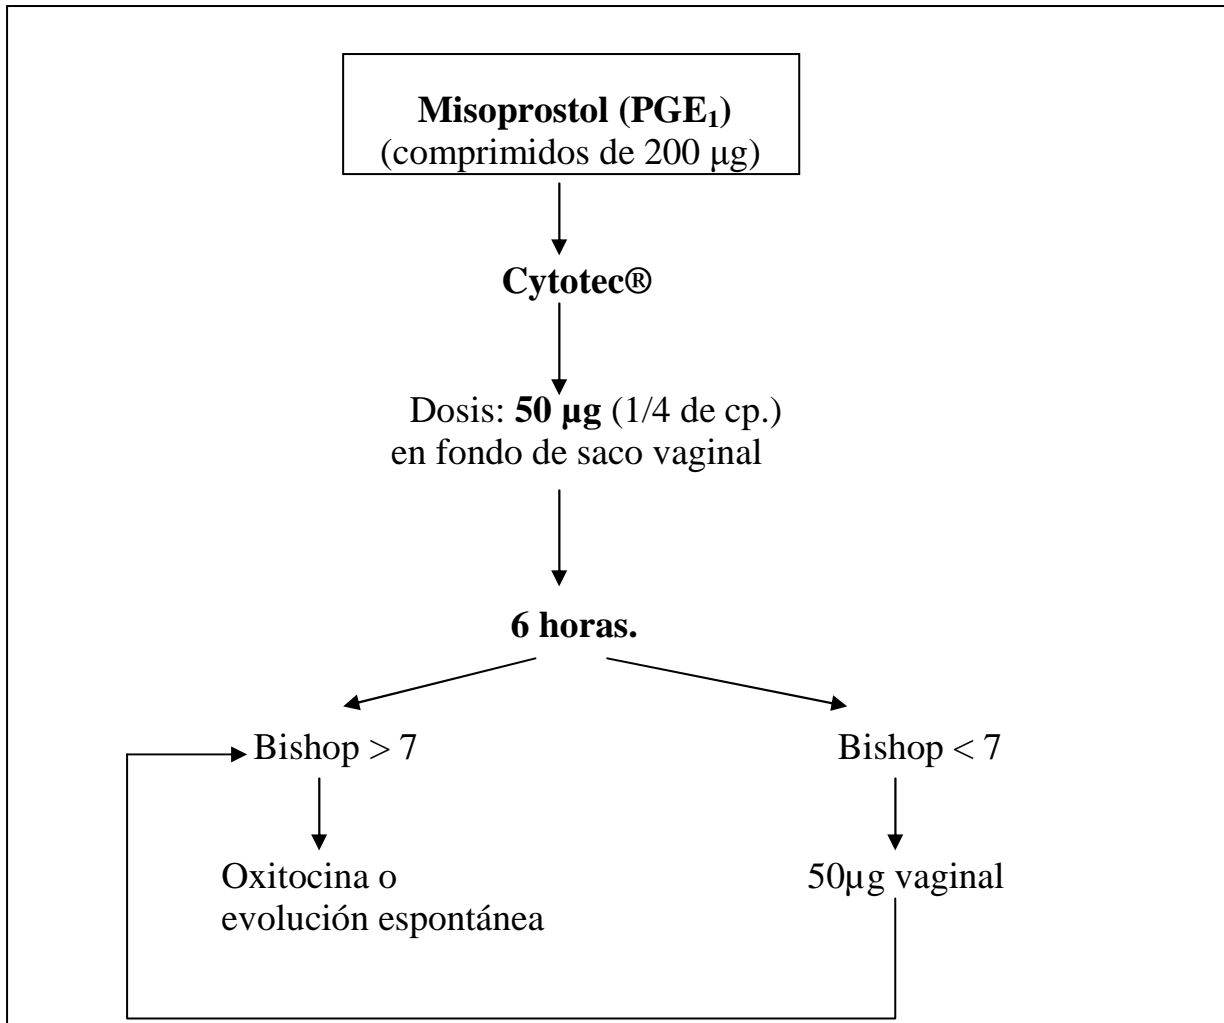 Misoprostol (PGE₁)
(comprimidos de 200 µg)
Cytotec®
Dosis: 50 µg (1/4 de cp.)
en fondo de saco vaginal
6 horas.
Bishop > 7
Bishop < 7
Oxitocina o
evolución espontánea
50µg vaginal